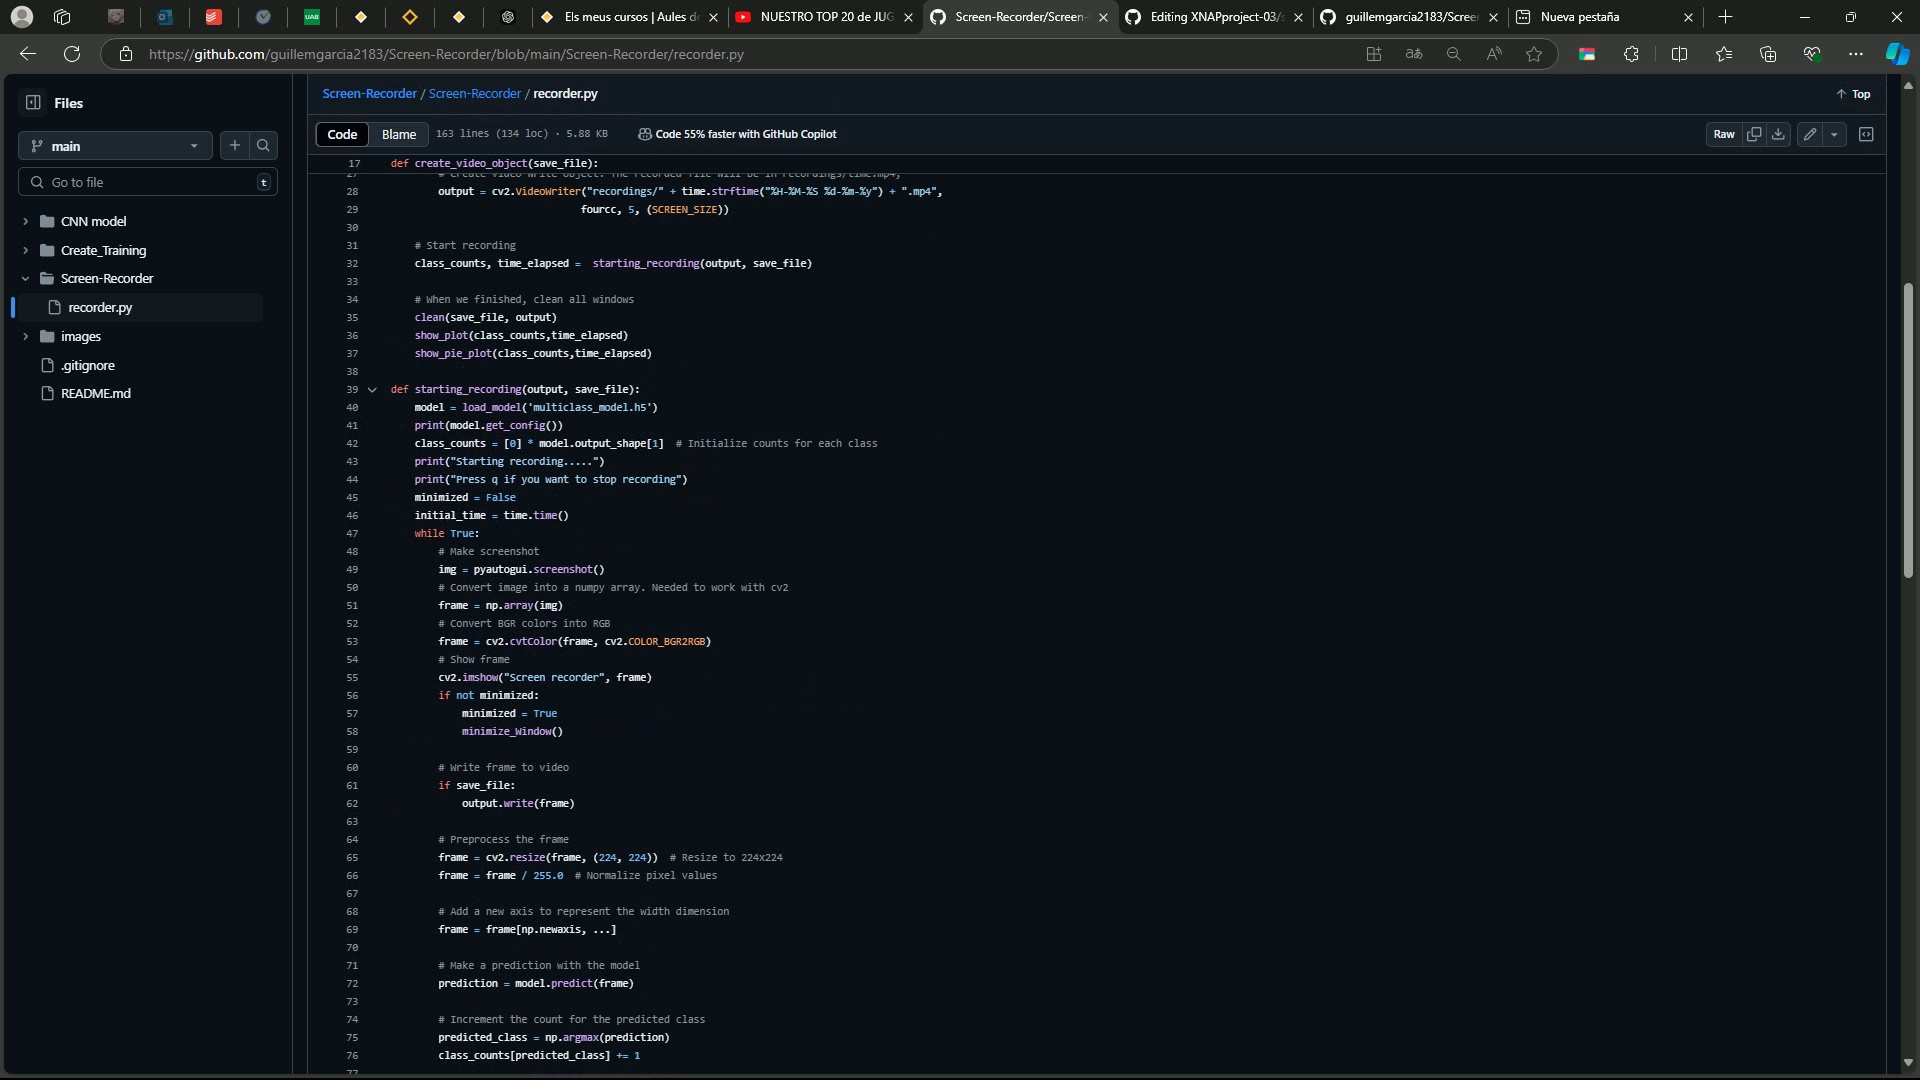 UAB
Els meus cursos | Aules d
NUESTRO TOP 20 de JUG
Screen-Recorder/Screen-
Editing XNAPproject-03/s
guillemgarcia2183/Scree
Nueva pestaña
https://github.com/guillemgarcia2183/Screen-Recorder/blob/main/Screen-Recorder/recorder.py
Files
main
Go to file
t
CNN model
Create_Training
Screen-Recorder
recorder.py
images
.gitignore
README.md
Screen-Recorder / Screen-Recorder / recorder.py
Top
Code
Blame
163 lines (134 loc) · 5.88 KB
Code 55% faster with GitHub Copilot
Raw
17 def create_video_object(save_file):
27 # Create video write object. The recorded file will be in recordings/time.mp4,
28 output = cv2.VideoWriter("recordings/" + time.strftime("%H-%M-%S %d-%m-%y") + ".mp4",
29 fourcc, 5, (SCREEN_SIZE))
30
31 # Start recording
32 class_counts, time_elapsed =  starting_recording(output, save_file)
33
34 # When we finished, clean all windows
35 clean(save_file, output)
36 show_plot(class_counts,time_elapsed)
37 show_pie_plot(class_counts,time_elapsed)
38
39 def starting_recording(output, save_file):
40 model = load_model('multiclass_model.h5')
41 print(model.get_config())
42 class_counts = [0] * model.output_shape[1]  # Initialize counts for each class
43 print("Starting recording.....")
44 print("Press q if you want to stop recording")
45 minimized = False
46 initial_time = time.time()
47 while True:
48 # Make screenshot
49 img = pyautogui.screenshot()
50 # Convert image into a numpy array. Needed to work with cv2
51 frame = np.array(img)
52 # Convert BGR colors into RGB
53 frame = cv2.cvtColor(frame, cv2.COLOR_BGR2RGB)
54 # Show frame
55 cv2.imshow("Screen recorder", frame)
56 if not minimized:
57 minimized = True
58 minimize_Window()
59
60 # Write frame to video
61 if save_file:
62 output.write(frame)
63
64 # Preprocess the frame
65 frame = cv2.resize(frame, (224, 224))  # Resize to 224x224
66 frame = frame / 255.0  # Normalize pixel values
67
68 # Add a new axis to represent the width dimension
69 frame = frame[np.newaxis, ...]
70
71 # Make a prediction with the model
72 prediction = model.predict(frame)
73
74 # Increment the count for the predicted class
75 predicted_class = np.argmax(prediction)
76 class_counts[predicted_class] += 1
77